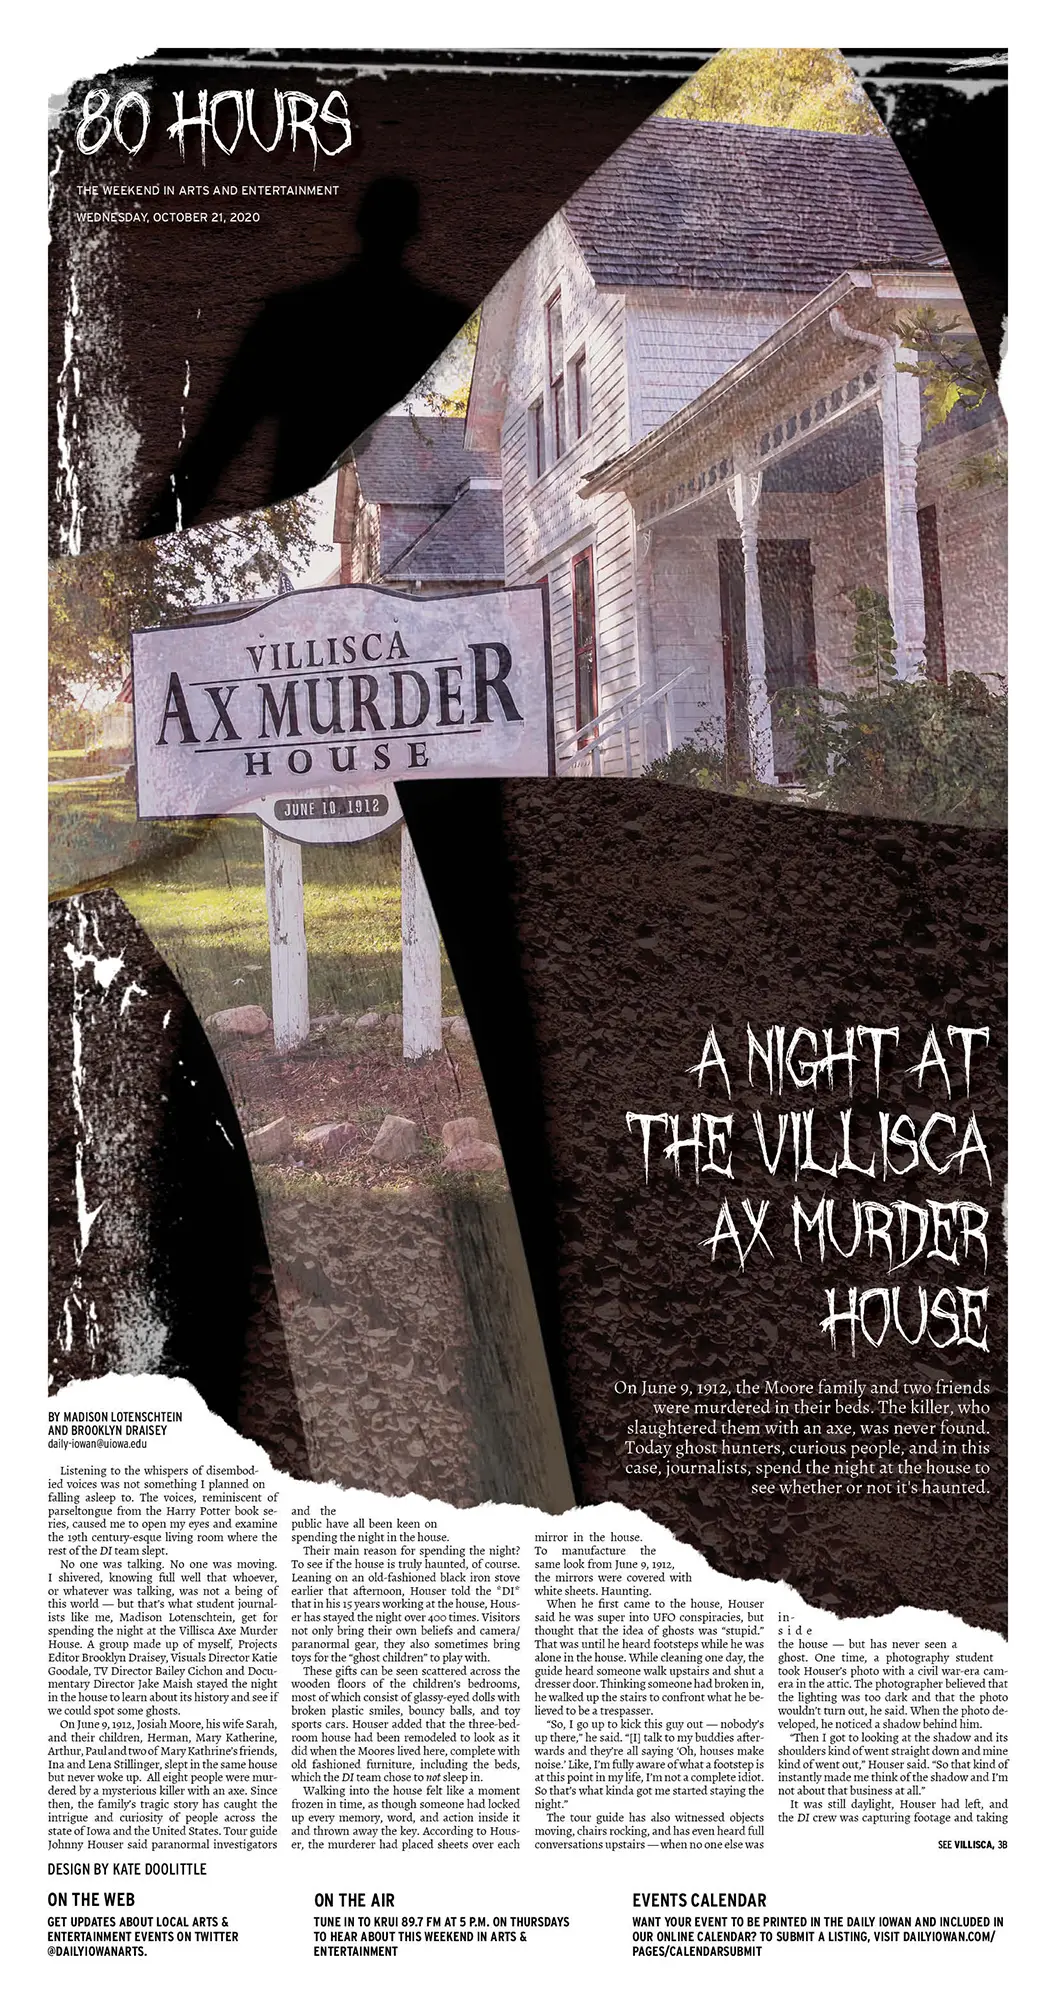 80 HOURS
THE WEEKEND IN ARTS AND ENTERTAINMENT
WEDNESDAY, OCTOBER 21, 2020
VILLISCA
AX MURDER
HOUSE
JUNE 10, 1912
A NIGHT AT
THE VILLISCA
AX MURDER
HOUSE
On June 9, 1912, the Moore family and two friends
were murdered in their beds. The killer, who
slaughtered them with an axe, was never found.
Today ghost hunters, curious people, and in this
case, journalists, spend the night at the house to
see whether or not it's haunted.
BY MADISON LOTENSCHTEIN
AND BROOKLYN DRAISEY
daily-iowan@uiowa.edu
Listening to the whispers of disembod-
ied voices was not something I planned on
falling asleep to. The voices, reminiscent of
parseltongue from the Harry Potter book se-
ries, caused me to open my eyes and examine
the 19th century-esque living room where the
rest of the DI team slept.
No one was talking. No one was moving.
I shivered, knowing full well that whoever,
or whatever was talking, was not a being of
this world — but that's what student journal-
ists like me, Madison Lotenschtein, get for
spending the night at the Villisca Axe Murder
House. A group made up of myself, Projects
Editor Brooklyn Draisey, Visuals Director Katie
Goodale, TV Director Bailey Cichon and Docu-
mentary Director Jake Maish stayed the night
in the house to learn about its history and see if
we could spot some ghosts.
On June 9, 1912, Josiah Moore, his wife Sarah,
and their children, Herman, Mary Katherine,
Arthur, Paul and two of Mary Kathrine's friends,
Ina and Lena Stillinger, slept in the same house
but never woke up. All eight people were mur-
dered by a mysterious killer with an axe. Since
then, the family's tragic story has caught the
intrigue and curiosity of people across the
state of Iowa and the United States. Tour guide
Johnny Houser said paranormal investigators
and the
public have all been keen on
spending the night in the house.
Their main reason for spending the night?
To see if the house is truly haunted, of course.
Leaning on an old-fashioned black iron stove
earlier that afternoon, Houser told the *DI*
that in his 15 years working at the house, Hous-
er has stayed the night over 400 times. Visitors
not only bring their own beliefs and camera/
paranormal gear, they also sometimes bring
toys for the “ghost children” to play with.
These gifts can be seen scattered across the
wooden floors of the children's bedrooms,
most of which consist of glassy-eyed dolls with
broken plastic smiles, bouncy balls, and toy
sports cars. Houser added that the three-bed-
room house had been remodeled to look as it
did when the Moores lived here, complete with
old fashioned furniture, including the beds,
which the DI team chose to not sleep in.
Walking into the house felt like a moment
frozen in time, as though someone had locked
up every memory, word, and action inside it
and thrown away the key. According to Hous-
er, the murderer had placed sheets over each
mirror in the house.
To manufacture the
same look from June 9, 1912,
the mirrors were covered with
white sheets. Haunting.
When he first came to the house, Houser
said he was super into UFO conspiracies, but
thought that the idea of ghosts was “stupid.”
That was until he heard footsteps while he was
alone in the house. While cleaning one day, the
guide heard someone walk upstairs and shut a
dresser door. Thinking someone had broken in,
he walked up the stairs to confront what he be-
lieved to be a trespasser.
“So, I go up to kick this guy out — nobody's
up there,” he said. “[I] talk to my buddies after-
wards and they're all saying ‘Oh, houses make
noise.’ Like, I'm fully aware of what a footstep is
at this point in my life, I'm not a complete idiot.
So that's what kinda got me started staying the
night.”
The tour guide has also witnessed objects
moving, chairs rocking, and has even heard full
conversations upstairs — when no one else was
in-
side
the house — but has never seen a
ghost. One time, a photography student
took Houser's photo with a civil war-era cam-
era in the attic. The photographer believed that
the lighting was too dark and that the photo
wouldn't turn out, he said. When the photo de-
veloped, he noticed a shadow behind him.
“Then I got to looking at the shadow and its
shoulders kind of went straight down and mine
kind of went out,” Houser said. “So that kind of
instantly made me think of the shadow and I'm
not about that business at all.”
It was still daylight, Houser had left, and
the DI crew was capturing footage and taking
SEE VILLISCA, 3B
DESIGN BY KATE DOOLITTLE
ON THE WEB
GET UPDATES ABOUT LOCAL ARTS &
ENTERTAINMENT EVENTS ON TWITTER
@DAILYIOWANARTS.
ON THE AIR
TUNE IN TO KRUI 89.7 FM AT 5 P.M. ON THURSDAYS
TO HEAR ABOUT THIS WEEKEND IN ARTS &
ENTERTAINMENT
EVENTS CALENDAR
WANT YOUR EVENT TO BE PRINTED IN THE DAILY IOWAN AND INCLUDED IN
OUR ONLINE CALENDAR? TO SUBMIT A LISTING, VISIT DAILYIOWAN.COM/
PAGES/CALENDARSUBMIT